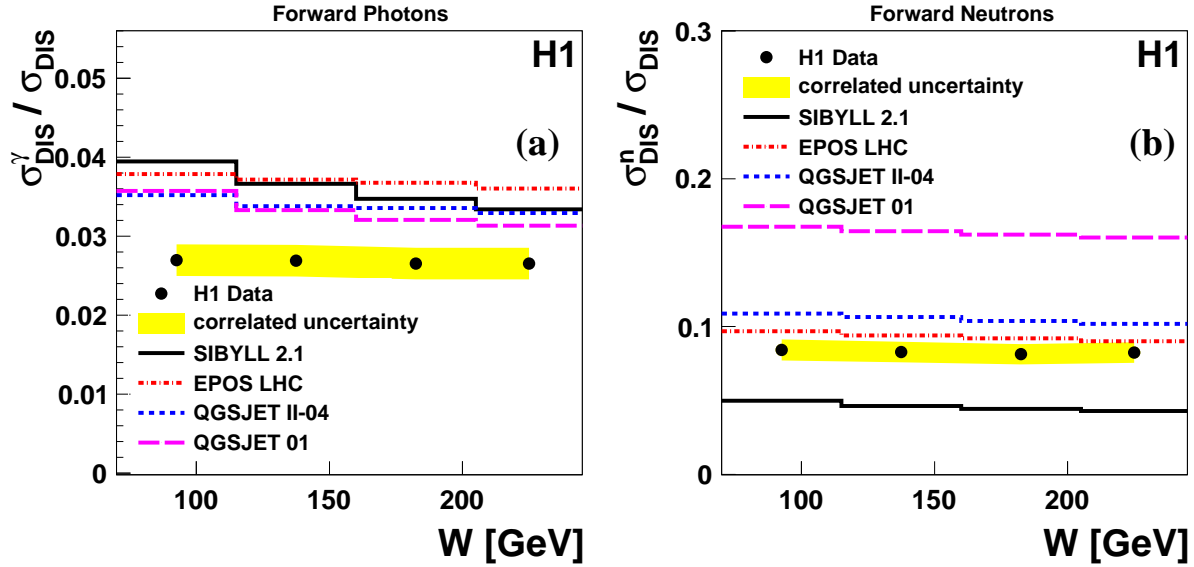 Forward Photons
σ^γ_DIS / σ_DIS
H1
(a)
0.05
0.04
0.03
0.02
0.01
0
H1 Data
correlated uncertainty
SIBYLL 2.1
EPOS LHC
QGSJET II-04
QGSJET 01
100
150
200
W [GeV]
Forward Neutrons
σ^n_DIS / σ_DIS
H1
(b)
0.3
0.2
0.1
0
H1 Data
correlated uncertainty
SIBYLL 2.1
EPOS LHC
QGSJET II-04
QGSJET 01
100
150
200
W [GeV]